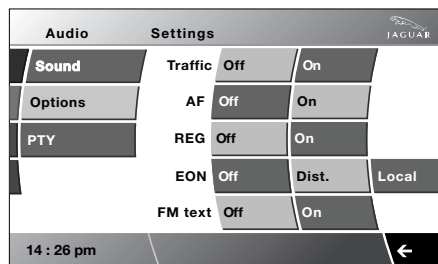 Audio Settings
JAGUAR
Sound Traffic Off On
Options AF Off On
PTY REG Off On
EON Off Dist. Local
FM text Off On
14 : 26 pm